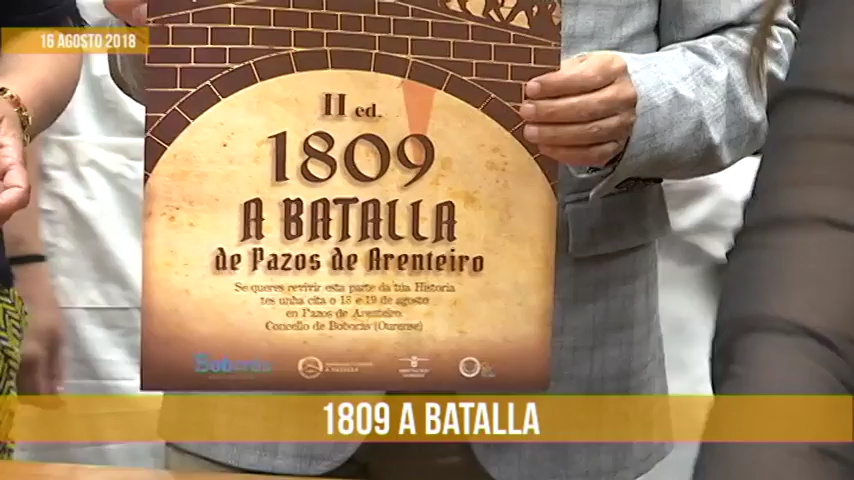 16 AGOSTO 2018
II ed.
1809
A BATALLA
de Pazos de Arenteiro
Se queres revivir esta parte da túa Historia
tes unha cita o 18 e 19 de agosto
en Pazos de Arenteiro
Concello de Boborás (Ourense)
Boborás
A BATALLA
1809 A BATALLA